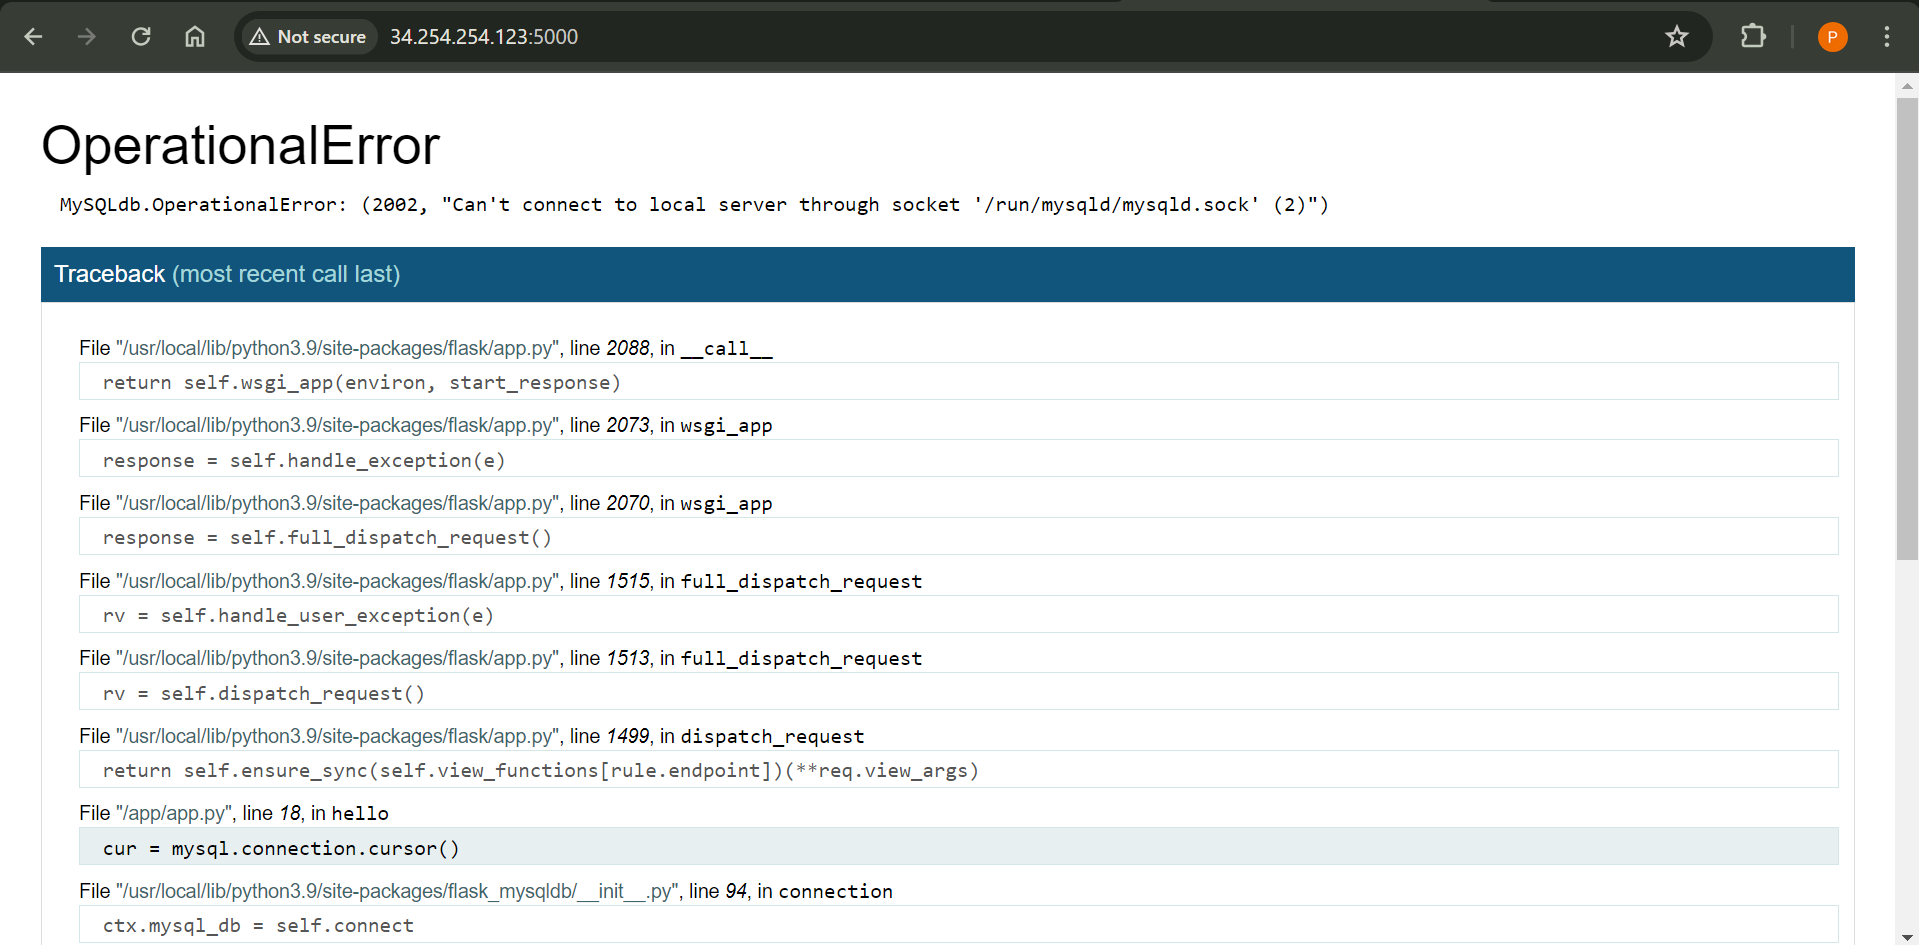 Not secure
34.254.254.123:5000
P
OperationalError
MySQLdb.OperationalError: (2002, "Can't connect to local server through socket '/run/mysqld/mysqld.sock' (2)")
Traceback (most recent call last)
File "/usr/local/lib/python3.9/site-packages/flask/app.py", line 2088, in __call__
return self.wsgi_app(environ, start_response)
File "/usr/local/lib/python3.9/site-packages/flask/app.py", line 2073, in wsgi_app
response = self.handle_exception(e)
File "/usr/local/lib/python3.9/site-packages/flask/app.py", line 2070, in wsgi_app
response = self.full_dispatch_request()
File "/usr/local/lib/python3.9/site-packages/flask/app.py", line 1515, in full_dispatch_request
rv = self.handle_user_exception(e)
File "/usr/local/lib/python3.9/site-packages/flask/app.py", line 1513, in full_dispatch_request
rv = self.dispatch_request()
File "/usr/local/lib/python3.9/site-packages/flask/app.py", line 1499, in dispatch_request
return self.ensure_sync(self.view_functions[rule.endpoint])(**req.view_args)
File "/app/app.py", line 18, in hello
cur = mysql.connection.cursor()
File "/usr/local/lib/python3.9/site-packages/flask_mysqldb/__init__.py", line 94, in connection
ctx.mysql_db = self.connect